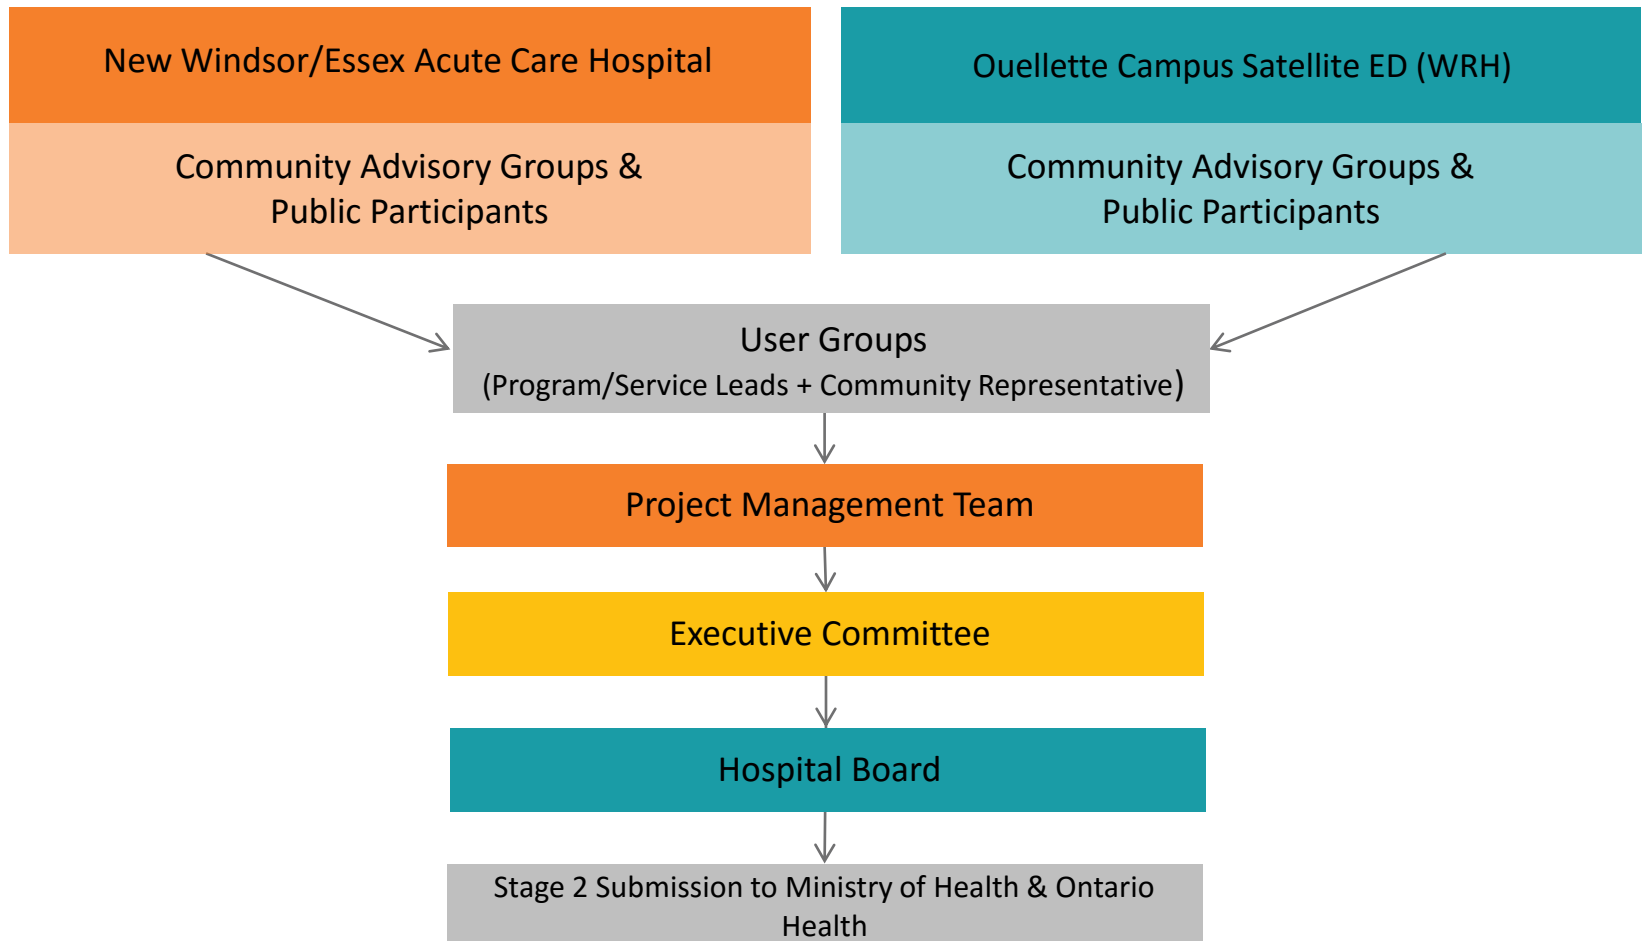 New Windsor/Essex Acute Care Hospital
Community Advisory Groups &
Public Participants
Ouellette Campus Satellite ED (WRH)
Community Advisory Groups &
Public Participants
User Groups
(Program/Service Leads + Community Representative)
Project Management Team
Executive Committee
Hospital Board
Stage 2 Submission to Ministry of Health & Ontario
Health